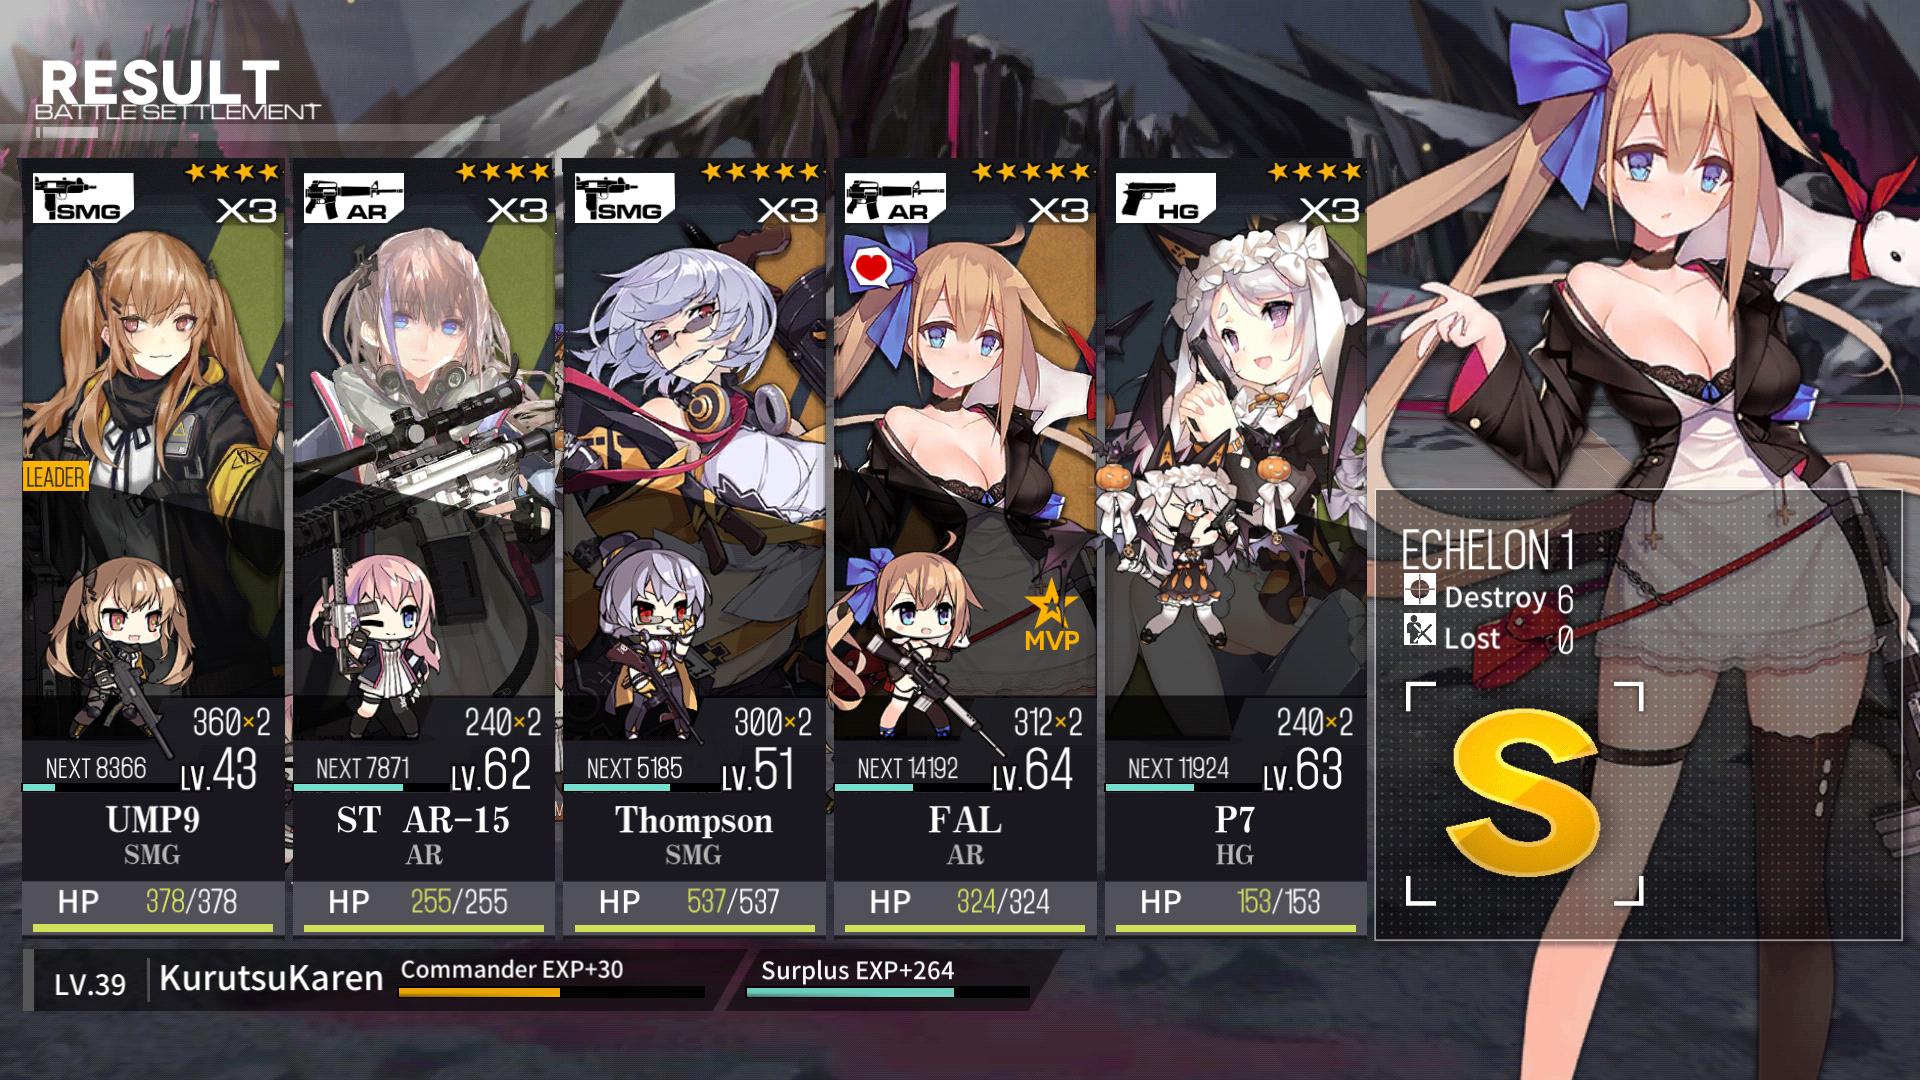 RESULT
BATTLE SETTLEMENT
SMG
X3
LEADER
360×2
NEXT 8366
LV.43
UMP9
SMG
HP 378/378
AR
X3
240×2
NEXT 7871
LV.62
ST AR-15
AR
HP 255/255
SMG
X3
300×2
NEXT 5185
LV.51
Thompson
SMG
HP 537/537
AR
X3
MVP
312×2
NEXT 14192
LV.64
FAL
AR
HP 324/324
HG
X3
240×2
NEXT 11924
LV.63
P7
HG
HP 153/153
ECHELON 1
Destroy 6
Lost 0
S
LV.39 KurutsuKaren
Commander EXP+30
Surplus EXP+264